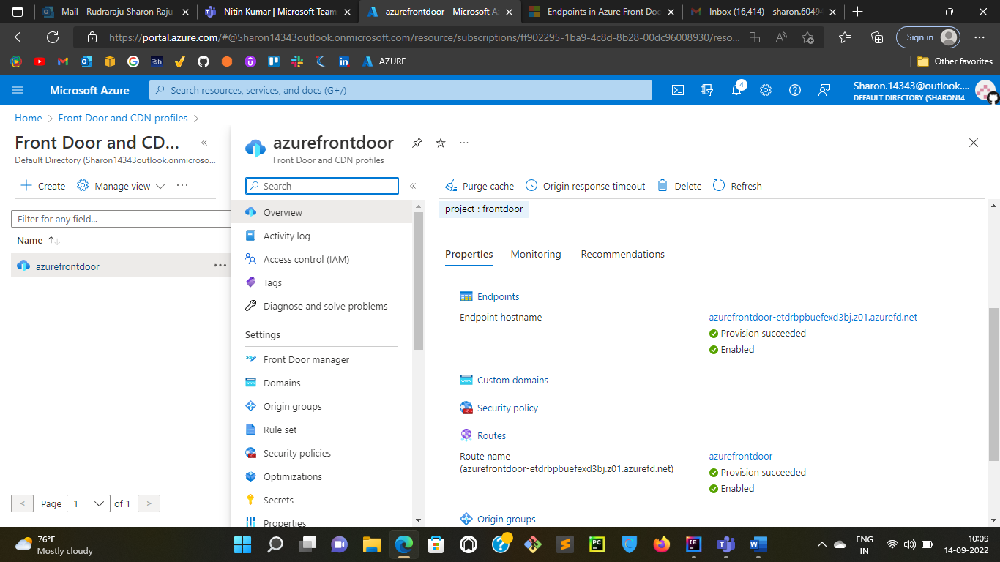 Mail - Rudraraju Sharon Raju
Nitin Kumar | Microsoft Team
azurefrontdoor - Microsoft A
Endpoints in Azure Front Doo
Inbox (16,414) - sharon.6049
https://portal.azure.com/#@Sharon14343outlook.onmicrosoft.com/resource/subscriptions/ff902295-1ba9-4c8d-8b28-00dc96008930/reso...
Sign in
AZURE
Other favorites
Microsoft Azure
Search resources, services, and docs (G+/)
4
Sharon.14343@outlook....
DEFAULT DIRECTORY (SHARON14...
Home > Front Door and CDN profiles >
Front Door and CD...
Default Directory (Sharon14343outlook.onmicroso...
Create
Manage view
Filter for any field...
Name
azurefrontdoor
Page 1 of 1
azurefrontdoor
Front Door and CDN profiles
Search
Overview
Activity log
Access control (IAM)
Tags
Diagnose and solve problems
Settings
Front Door manager
Domains
Origin groups
Rule set
Security policies
Optimizations
Secrets
Properties
Purge cache
Origin response timeout
Delete
Refresh
project : frontdoor
Properties
Monitoring
Recommendations
Endpoints
Endpoint hostname
azurefrontdoor-etdrbpbuefexd3bj.z01.azurefd.net
Provision succeeded
Enabled
Custom domains
Security policy
Routes
Route name
(azurefrontdoor-etdrbpbuefexd3bj.z01.azurefd.net)
azurefrontdoor
Provision succeeded
Enabled
Origin groups
76°F
Mostly cloudy
ENG
IN
10:09
14-09-2022